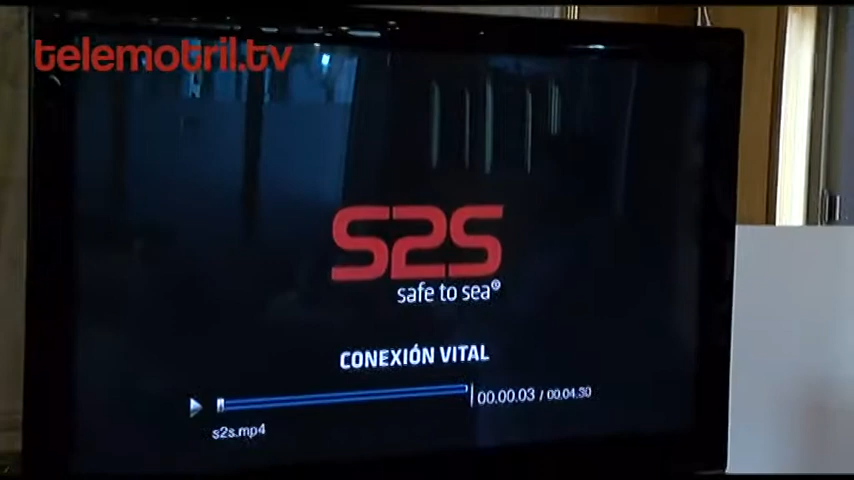 telemotril.tv
S2S
safe to sea®
CONEXIÓN VITAL
00.00.03 / 00.04.30
s2s.mp4